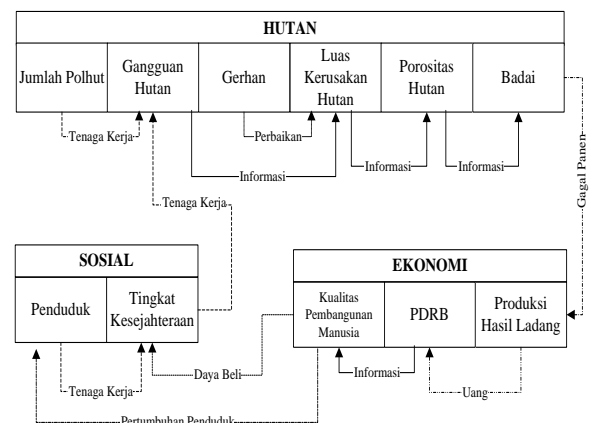 HUTAN
Jumlah Polhut
Gangguan
Hutan
Gerhan
Luas
Kerusakan
Hutan
Porositas
Hutan
Badai
Tenaga Kerja
Perbaikan
Informasi
Informasi
Informasi
Gagal Panen
Tenaga Kerja
SOSIAL
Penduduk
Tingkat
Kesejahteraan
EKONOMI
Kualitas
Pembangunan
Manusia
PDRB
Produksi
Hasil Ladang
Tenaga Kerja
Daya Beli
Informasi
Uang
Pertumbuhan Penduduk